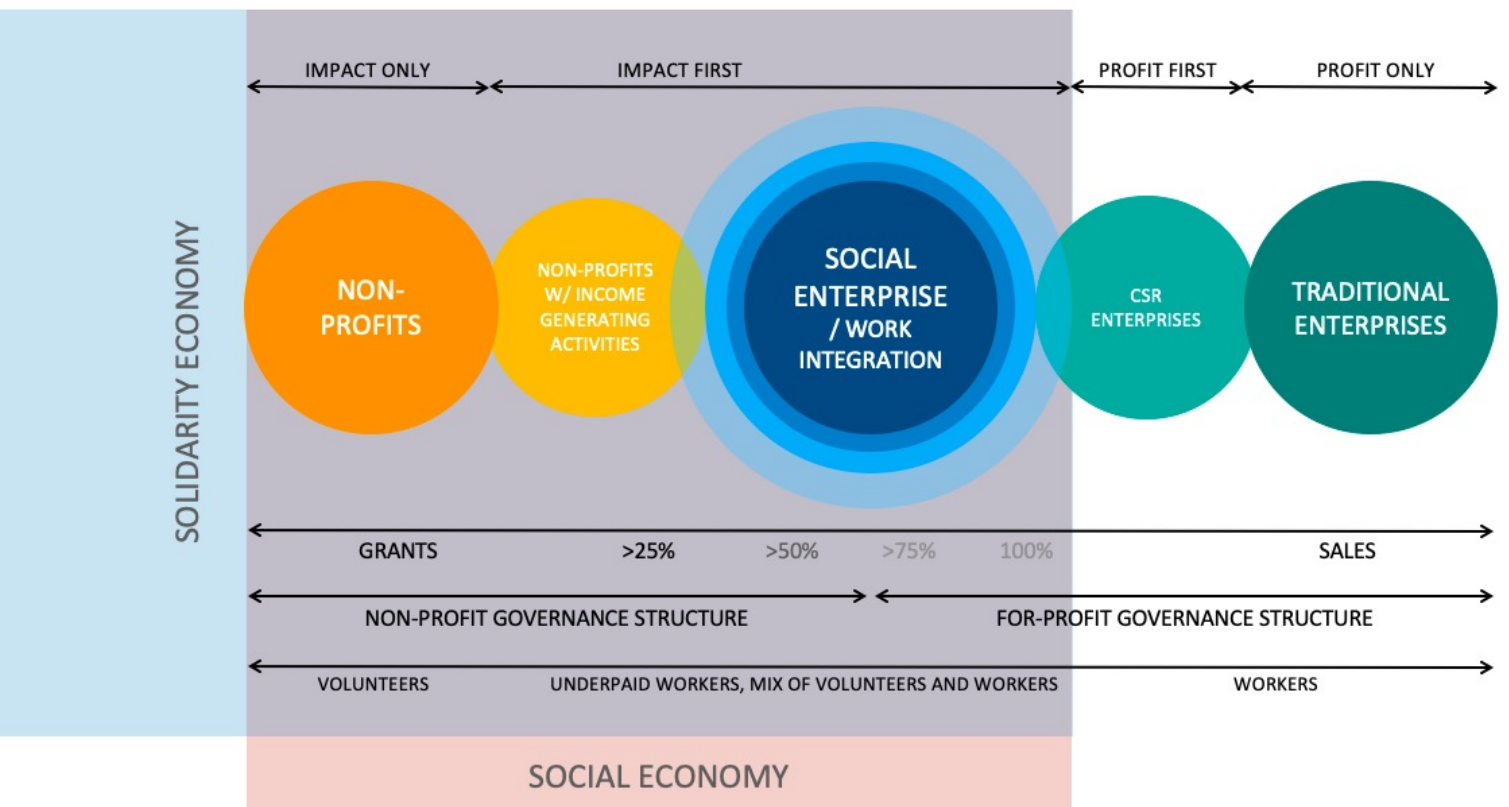 IMPACT ONLY
IMPACT FIRST
PROFIT FIRST
PROFIT ONLY
SOLIDARITY ECONOMY
NON-
PROFITS
NON-PROFITS
W/ INCOME
GENERATING
ACTIVITIES
SOCIAL
ENTERPRISE
/ WORK
INTEGRATION
CSR
ENTERPRISES
TRADITIONAL
ENTERPRISES
GRANTS
>25%
>50%
>75%
100%
SALES
NON-PROFIT GOVERNANCE STRUCTURE
FOR-PROFIT GOVERNANCE STRUCTURE
VOLUNTEERS
UNDERPAID WORKERS, MIX OF VOLUNTEERS AND WORKERS
WORKERS
SOCIAL ECONOMY